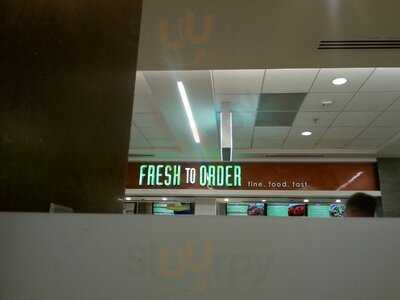 FRESH TO ORDER
fine. food. fast.